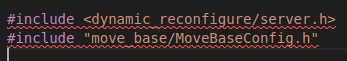 #include <dynamic_reconfigure/server.h>
#include "move_base/MoveBaseConfig.h"